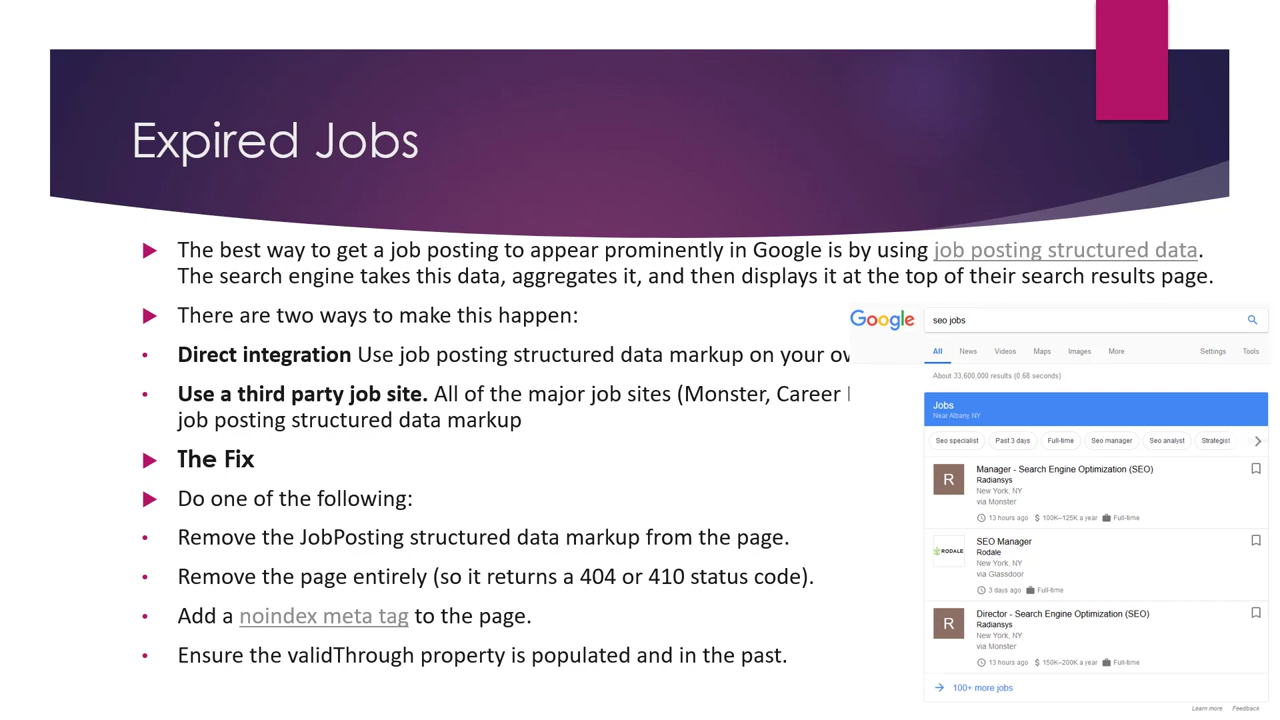 Expired Jobs
The best way to get a job posting to appear prominently in Google is by using job posting structured data.
The search engine takes this data, aggregates it, and then displays it at the top of their search results page.
There are two ways to make this happen:
Direct integration Use job posting structured data markup on your
Use a third party job site. All of the major job sites (Monster, Career
job posting structured data markup
The Fix
Do one of the following:
Remove the JobPosting structured data markup from the page.
Remove the page entirely (so it returns a 404 or 410 status code).
Add a noindex meta tag to the page.
Ensure the validThrough property is populated and in the past.
Google
seo jobs
All News Videos Maps Images More Settings Tools
About 33,600,000 results (0.68 seconds)
Jobs
Near Albany, NY
Seo specialist Past 3 days Full-time Seo manager Seo analyst Strategist
R
Manager - Search Engine Optimization (SEO)
Radiansys
New York, NY
via Monster
13 hours ago $ 100K–125K a year Full-time
RODALE
SEO Manager
Rodale
New York, NY
via Glassdoor
3 days ago Full-time
R
Director - Search Engine Optimization (SEO)
Radiansys
New York, NY
via Monster
13 hours ago $ 150K–200K a year Full-time
100+ more jobs
Learn more Feedback